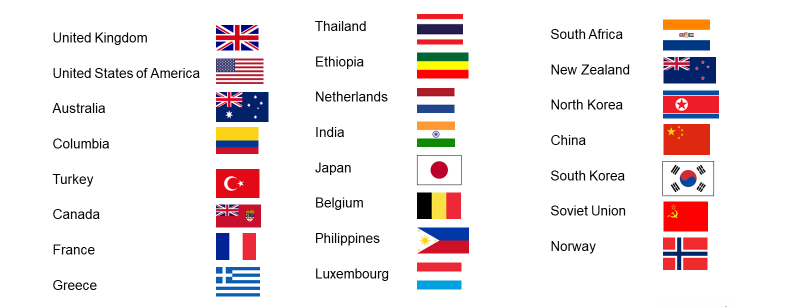 United Kingdom
United States of America
Australia
Columbia
Turkey
Canada
France
Greece
Thailand
Ethiopia
Netherlands
India
Japan
Belgium
Philippines
Luxembourg
South Africa
New Zealand
North Korea
China
South Korea
Soviet Union
Norway